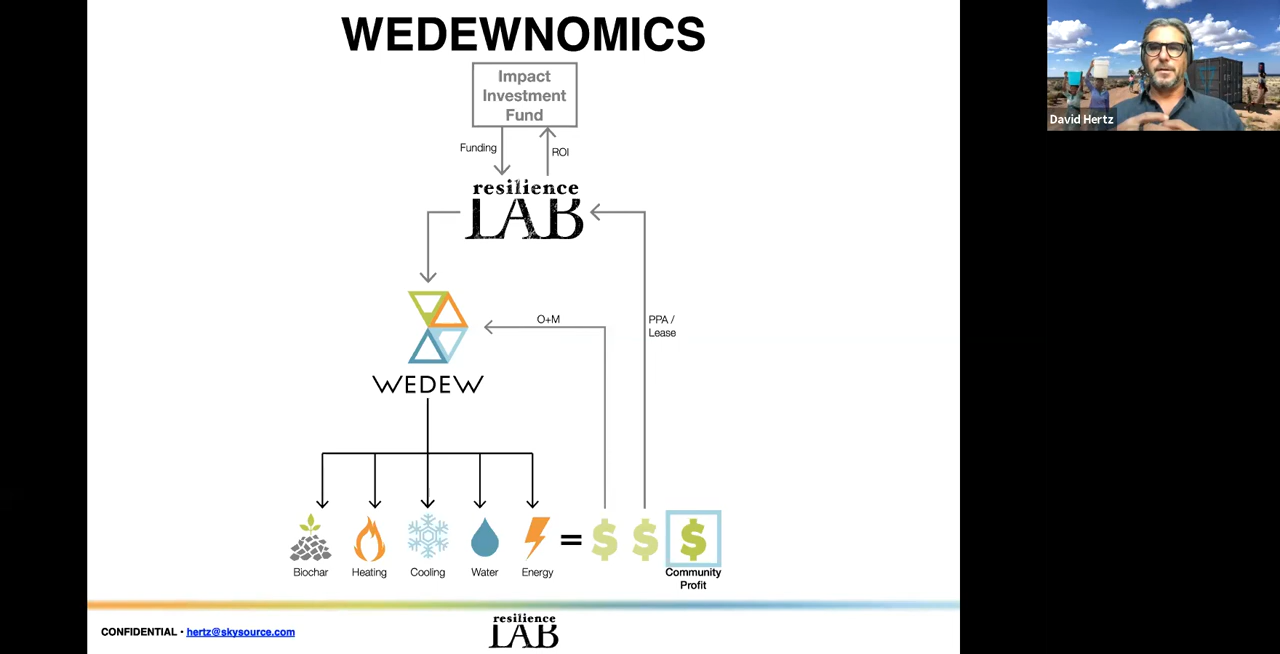 WEDEWNOMICS
Impact
Investment
Fund
Funding
ROI
resilience
LAB
O+M
PPA /
Lease
WEDEW
Biochar
Heating
Cooling
Water
Energy
=
$ $ $
Community
Profit
CONFIDENTIAL · hertz@skysource.com
resilience
LAB
David Hertz